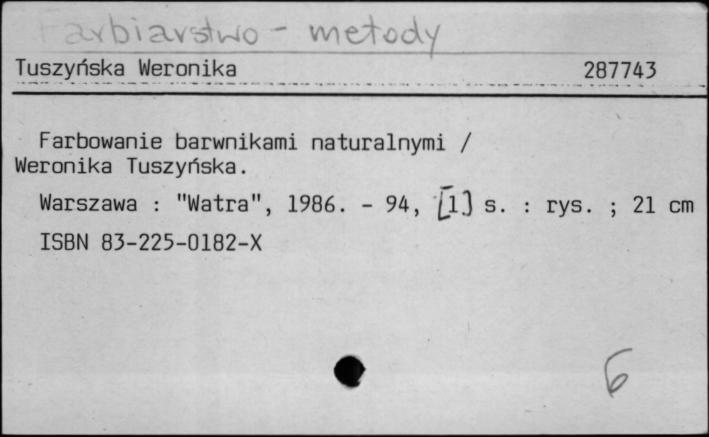 Farbiarstwo - metody
Tuszyńska Weronika 287743
Farbowanie barwnikami naturalnymi /
Weronika Tuszyńska.
Warszawa : "Watra", 1986. - 94, [1] s. : rys. ; 21 cm
ISBN 83-225-0182-X
6